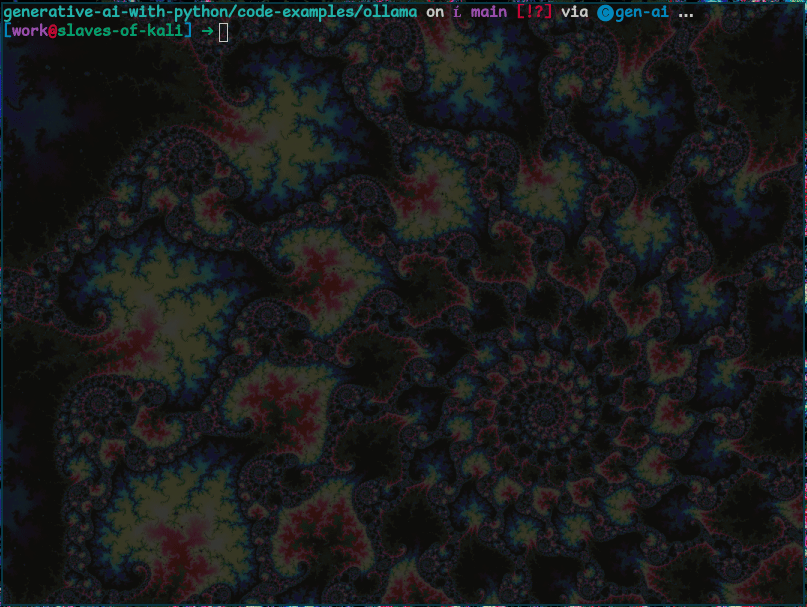 generative-ai-with-python/code-examples/ollama on main [!?] via ©gen-ai ...
[work@slaves-of-kali] →